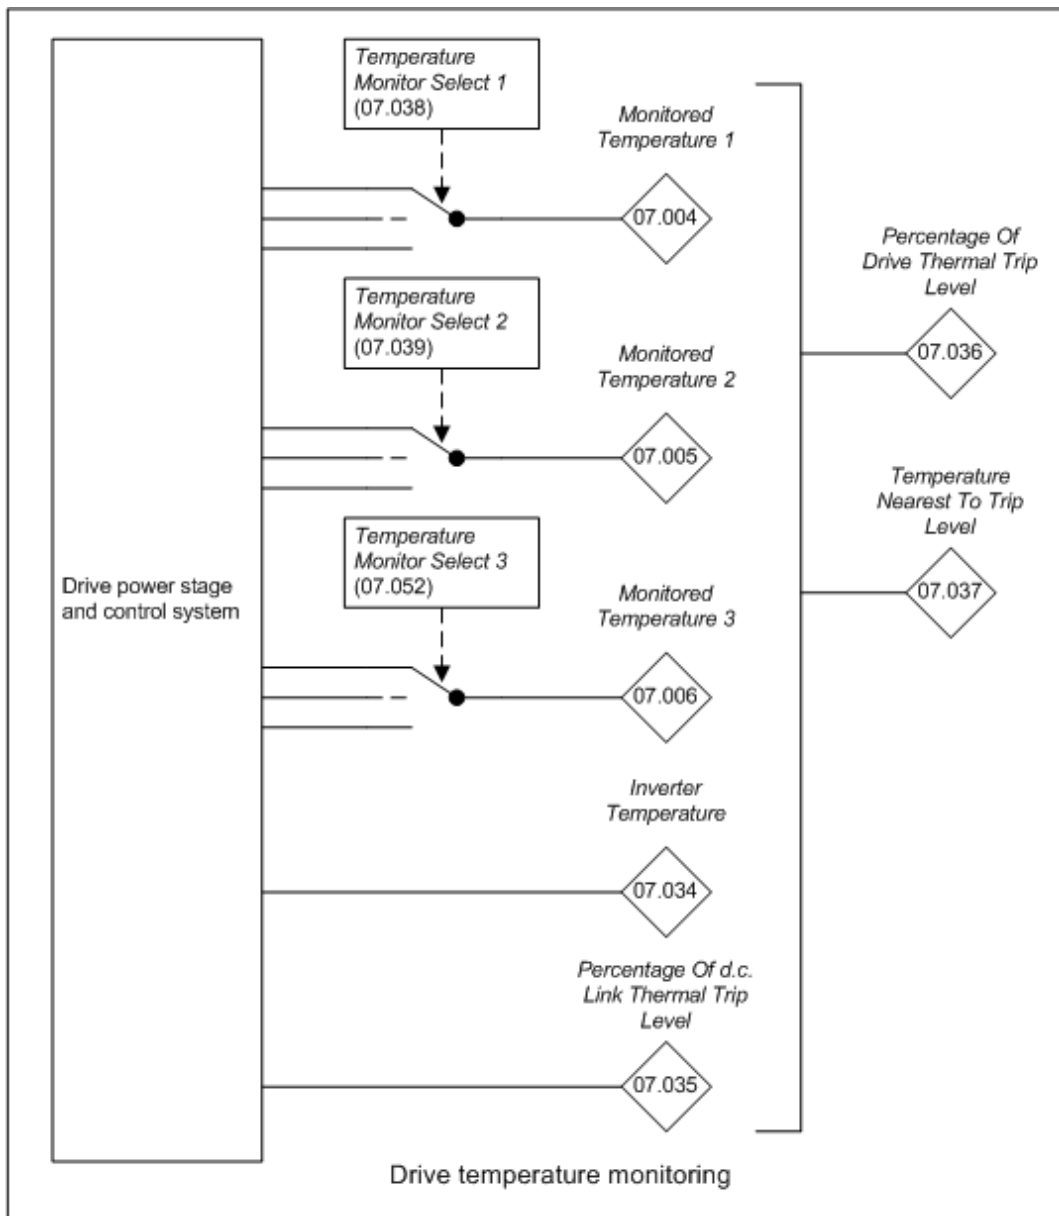 Temperature
Monitor Select 1
(07.038)
Monitored
Temperature 1
07.004
Percentage Of
Drive Thermal Trip
Level
07.036
Temperature
Monitor Select 2
(07.039)
Monitored
Temperature 2
07.005
Temperature
Nearest To Trip
Level
07.037
Temperature
Monitor Select 3
(07.052)
Drive power stage
and control system
Monitored
Temperature 3
07.006
Inverter
Temperature
07.034
Percentage Of d.c.
Link Thermal Trip
Level
07.035
Drive temperature monitoring